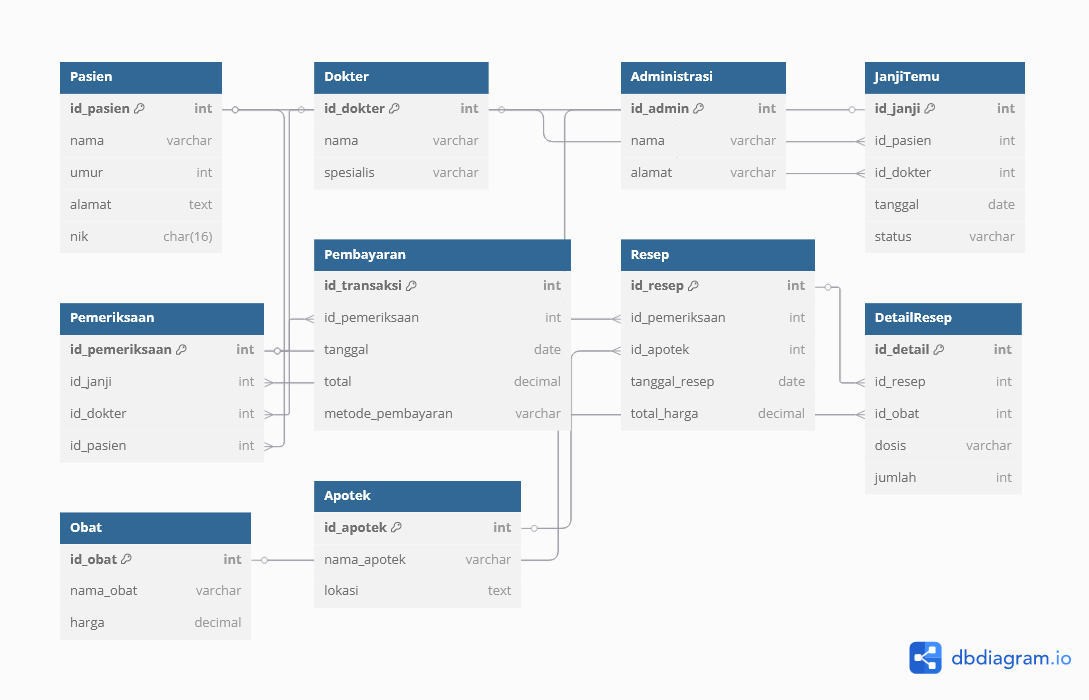 Pasien
id_pasien int
nama varchar
umur int
alamat text
nik char(16)
Dokter
id_dokter int
nama varchar
spesialis varchar
Administrasi
id_admin int
nama varchar
alamat varchar
JanjiTemu
id_janji int
id_pasien int
id_dokter int
tanggal date
status varchar
Pemeriksaan
id_pemeriksaan int
id_janji int
id_dokter int
id_pasien int
Pembayaran
id_transaksi int
id_pemeriksaan int
tanggal date
total decimal
metode_pembayaran varchar
Resep
id_resep int
id_pemeriksaan int
id_apotek int
tanggal_resep date
total_harga decimal
DetailResep
id_detail int
id_resep int
id_obat int
dosis varchar
jumlah int
Obat
id_obat int
nama_obat varchar
harga decimal
Apotek
id_apotek int
nama_apotek varchar
lokasi text
dbdiagram.io